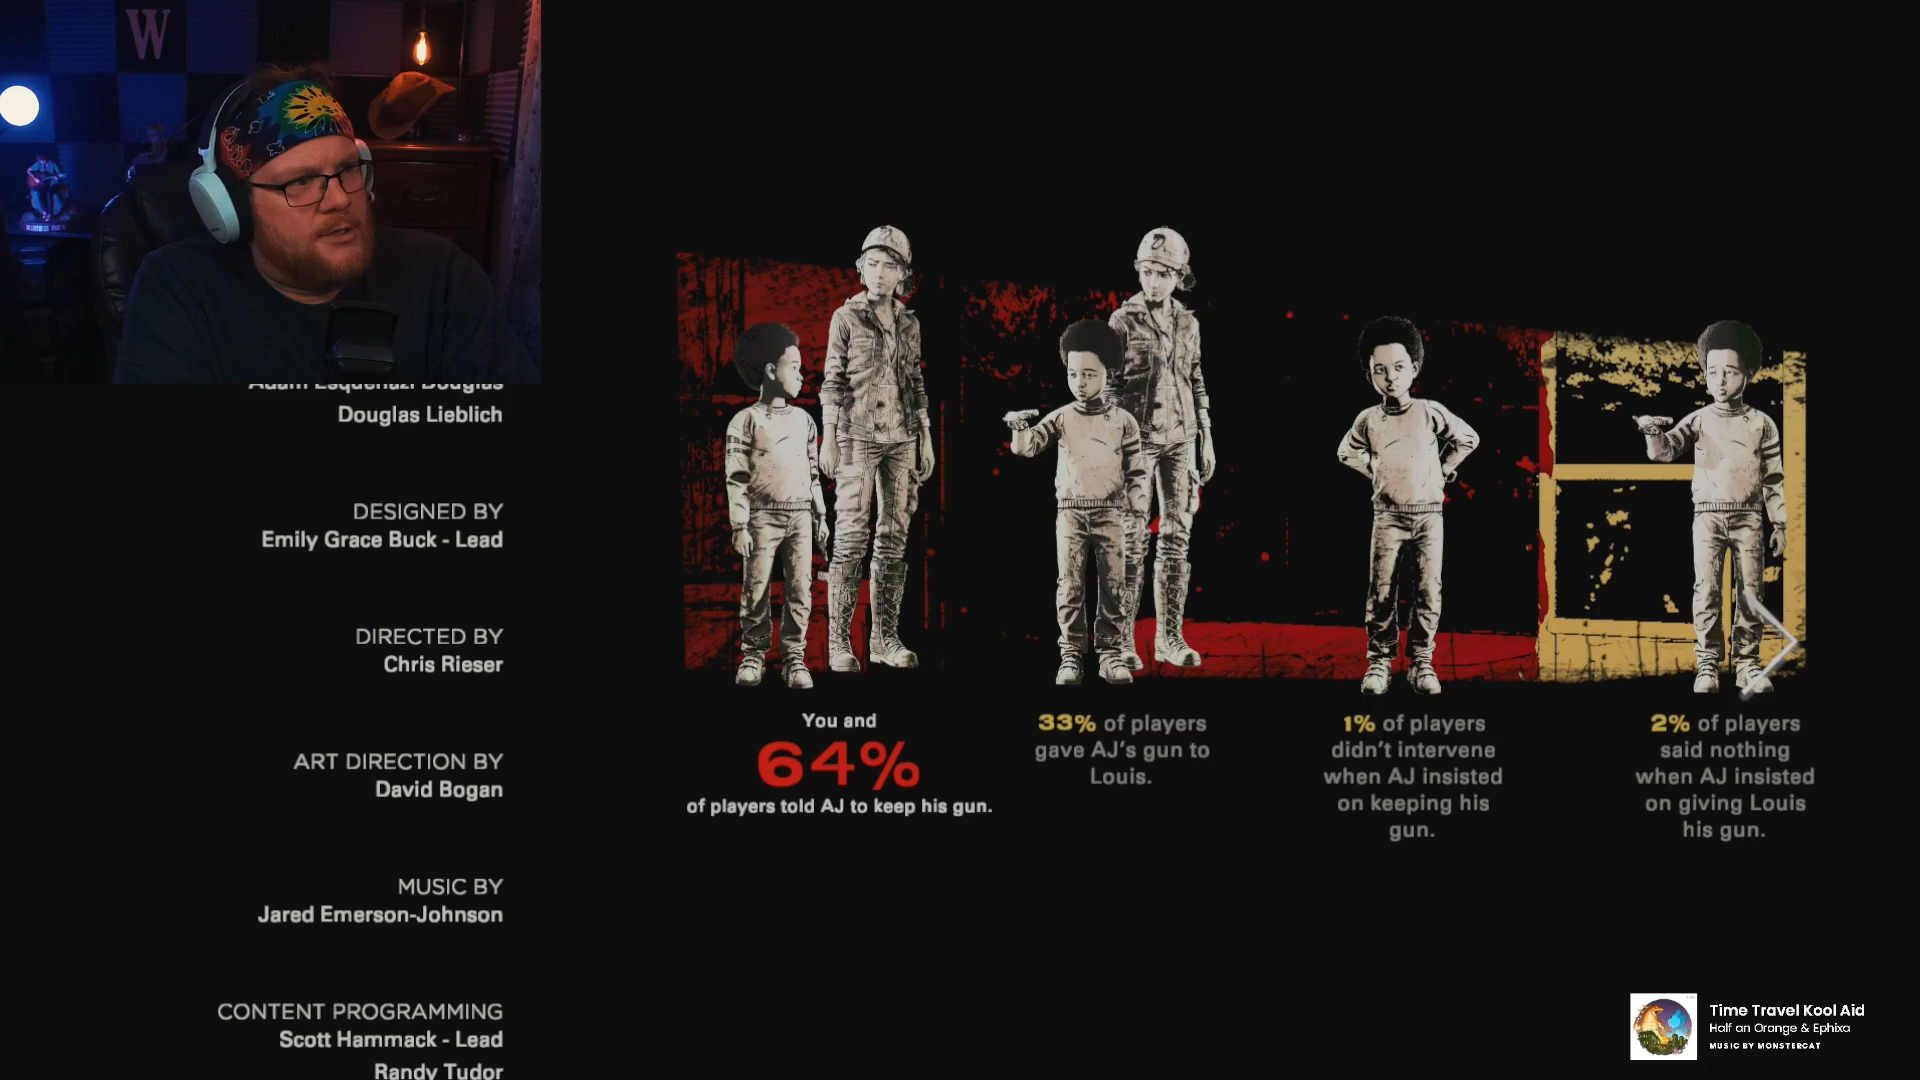 W
Adam Esquenazi Douglas
Douglas Lieblich
DESIGNED BY
Emily Grace Buck - Lead
DIRECTED BY
Chris Rieser
ART DIRECTION BY
David Bogan
MUSIC BY
Jared Emerson-Johnson
CONTENT PROGRAMMING
Scott Hammack - Lead
Randy Tudor
You and
64%
of players told AJ to keep his gun.
33% of players
gave AJ's gun to
Louis.
1% of players
didn't intervene
when AJ insisted
on keeping his
gun.
2% of players
said nothing
when AJ insisted
on giving Louis
his gun.
Time Travel Kool Aid
Half an Orange & Ephixa
MUSIC BY MONSTERCAT